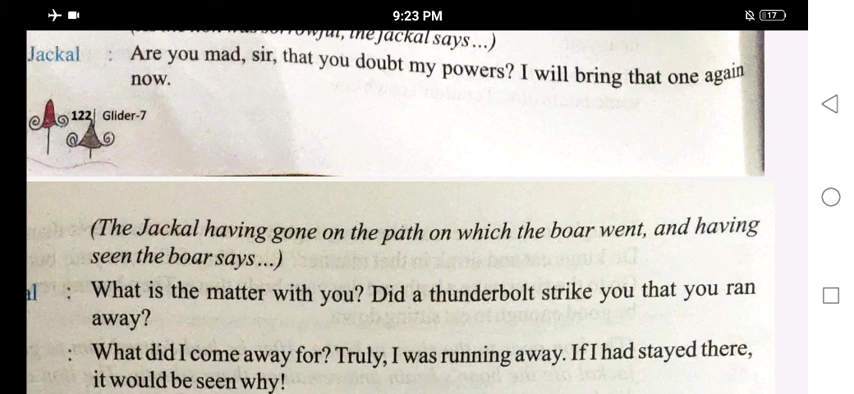 9:23 PM
17
sorrowful, the jackal says...)
Jackal : Are you mad, sir, that you doubt my powers? I will bring that one again
now.
122 | Glider-7
(The Jackal having gone on the path on which the boar went, and having
seen the boar says...)
al : What is the matter with you? Did a thunderbolt strike you that you ran
away?
: What did I come away for? Truly, I was running away. If I had stayed there,
it would be seen why!